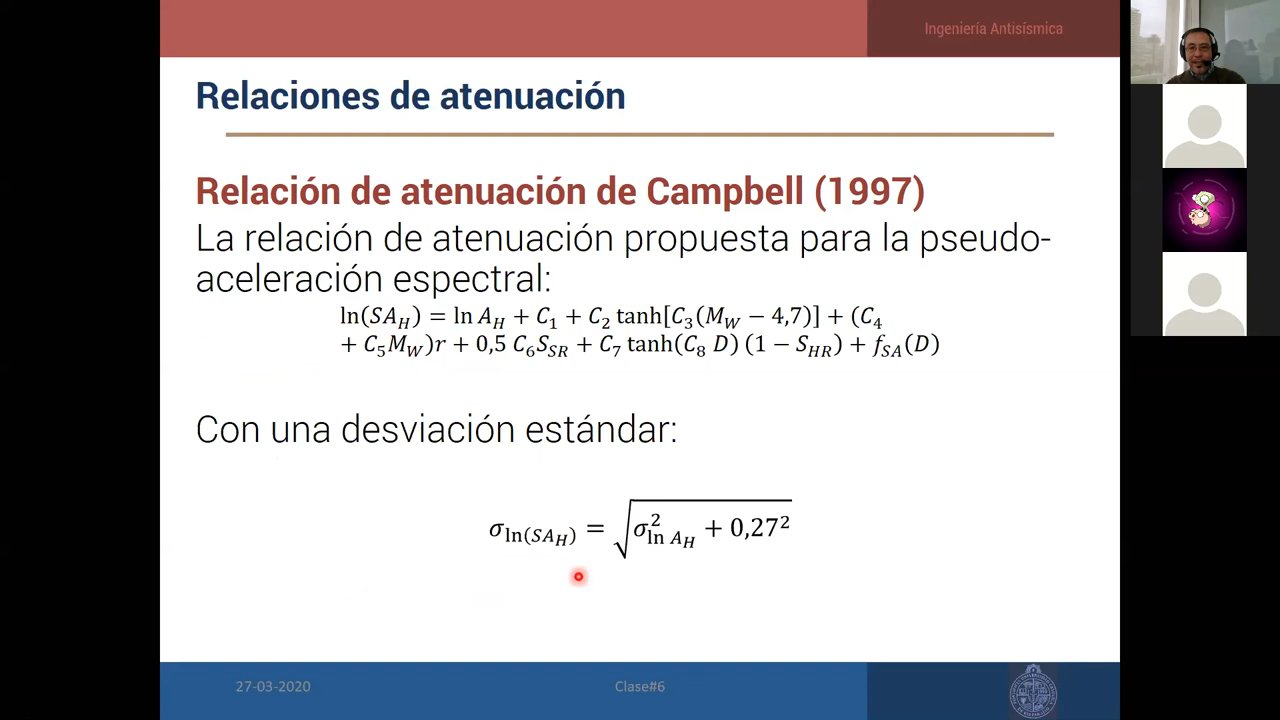 Ingeniería Antisísmica
Relaciones de atenuación
Relación de atenuación de Campbell (1997)
La relación de atenuación propuesta para la pseudo-
aceleración espectral:
ln(SA_H) = ln A_H + C_1 + C_2 tanh[C_3(M_W − 4,7)] + (C_4
+ C_5M_W)r + 0,5 C_6S_SR + C_7 tanh(C_8 D) (1 − S_HR) + f_SA(D)
Con una desviación estándar:
σ_ln(SA_H) = √(σ²_ln A_H + 0,27²)
27-03-2020
Clase#6